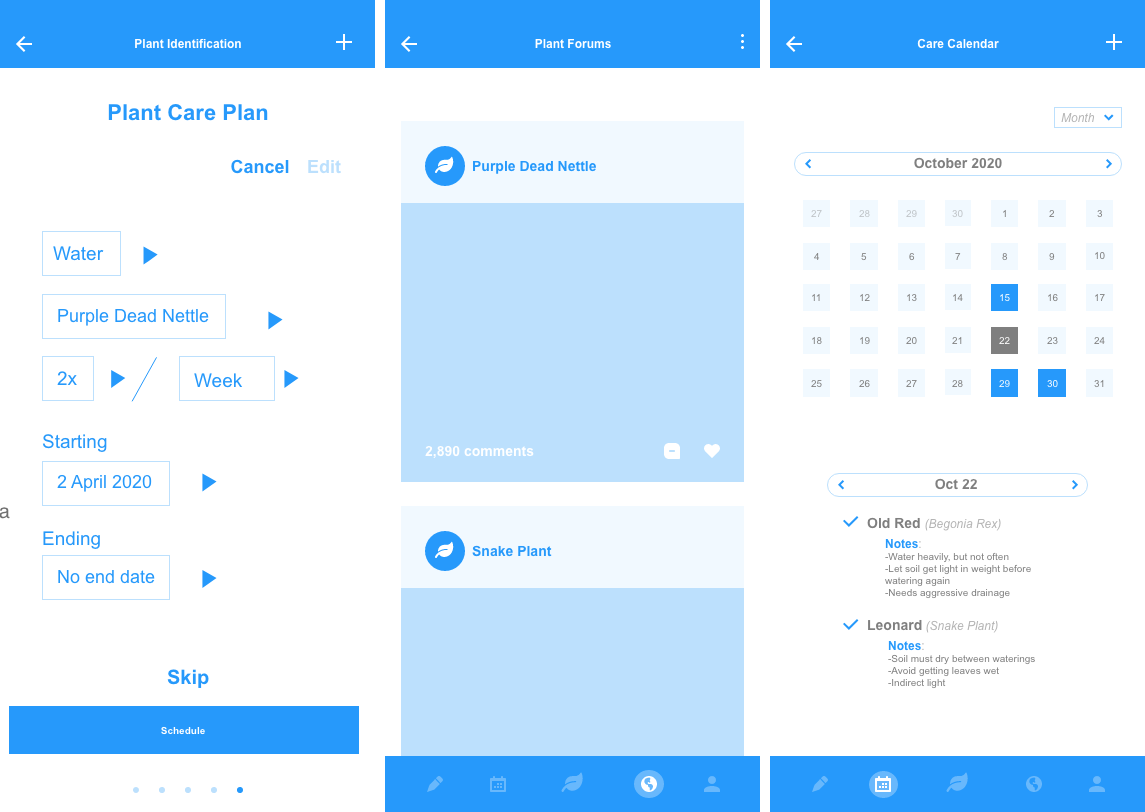 Plant Identification
Plant Care Plan
Cancel Edit
Water
Purple Dead Nettle
2x
Week
Starting
2 April 2020
a
Ending
No end date
Skip
Schedule
Plant Forums
Purple Dead Nettle
2,890 comments
Snake Plant
Care Calendar
Month
October 2020
27 28 29 30 1 2 3
4 5 6 7 8 9 10
11 12 13 14 15 16 17
18 19 20 21 22 23 24
25 26 27 28 29 30 31
Oct 22
Old Red (Begonia Rex)
Notes:
-Water heavily, but not often
-Let soil get light in weight before
watering again
-Needs aggressive drainage
Leonard (Snake Plant)
Notes:
-Soil must dry between waterings
-Avoid getting leaves wet
-Indirect light